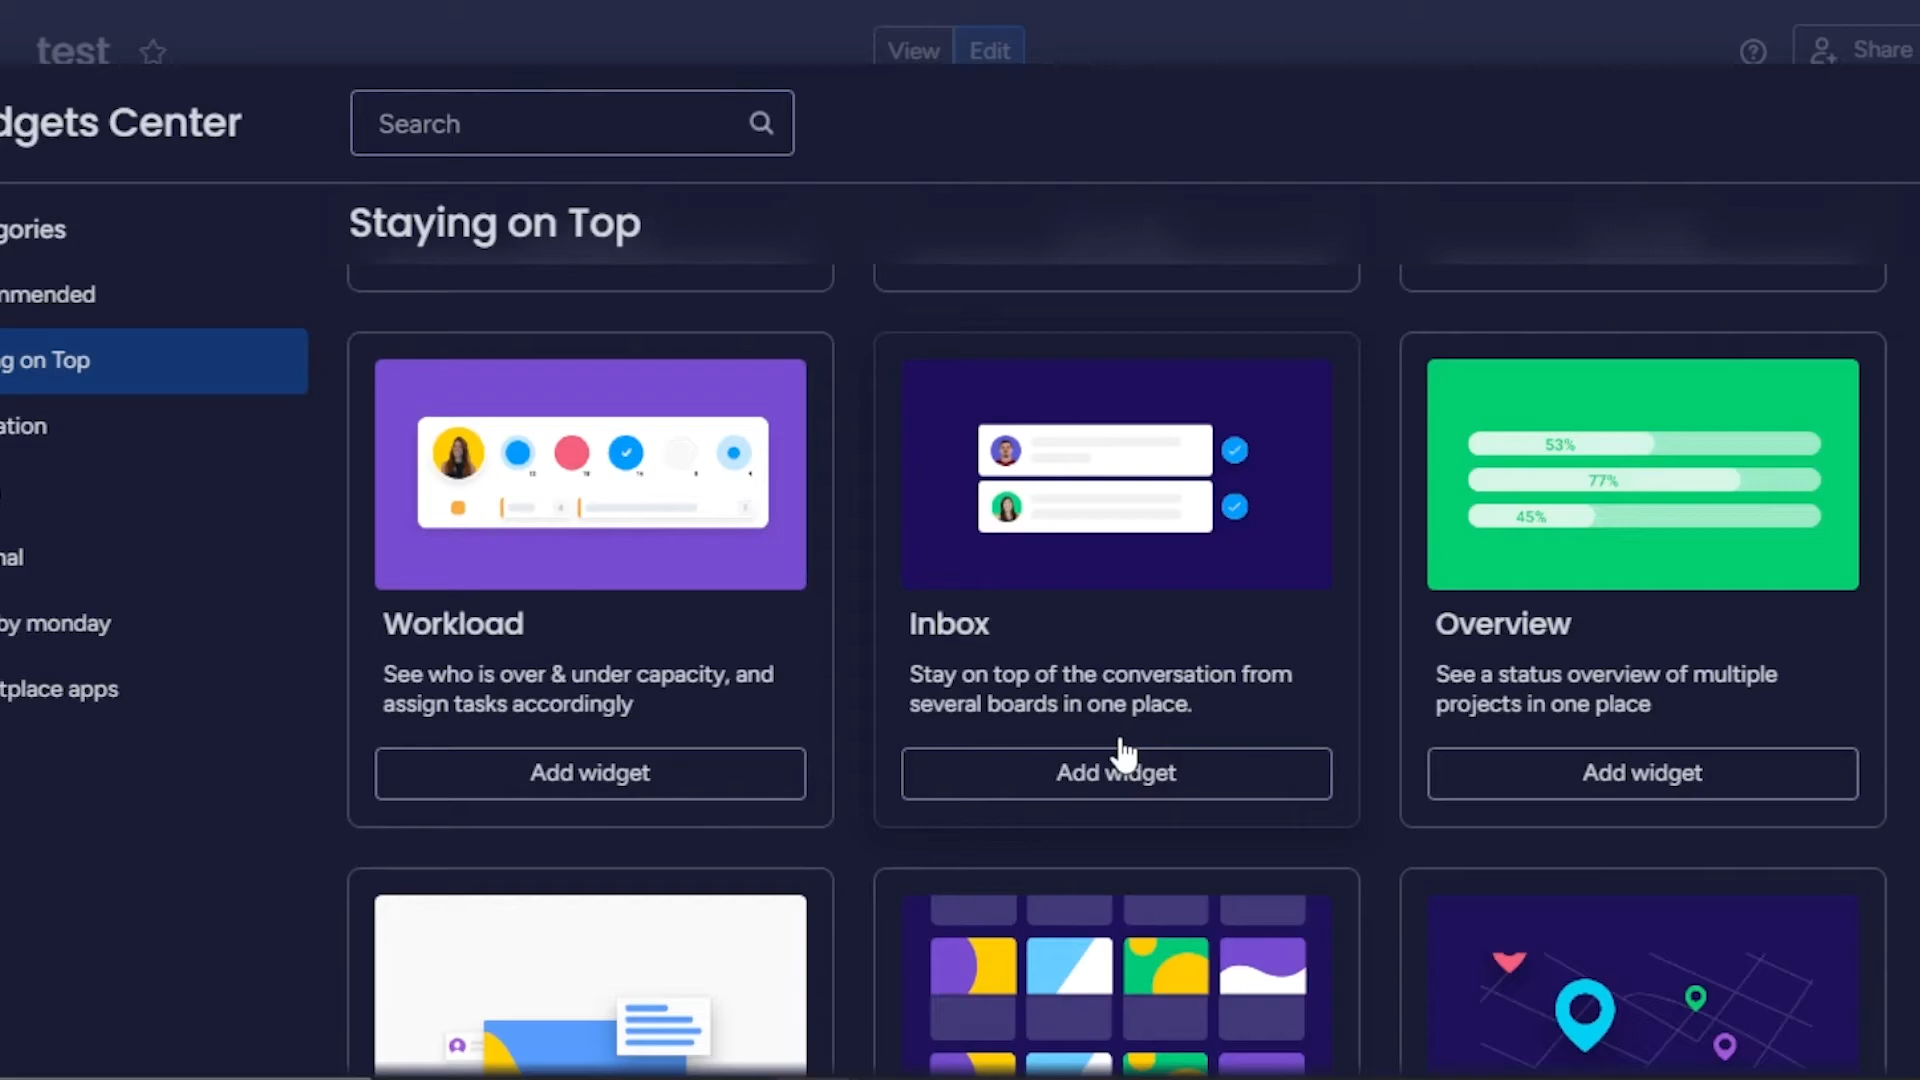 test
View
Edit
Share
dgets Center
Search
gories
mmended
g on Top
ation
nal
by monday
tplace apps
Staying on Top
53%
77%
45%
Workload
See who is over & under capacity, and
assign tasks accordingly
Add widget
Inbox
Stay on top of the conversation from
several boards in one place.
Add widget
Overview
See a status overview of multiple
projects in one place
Add widget